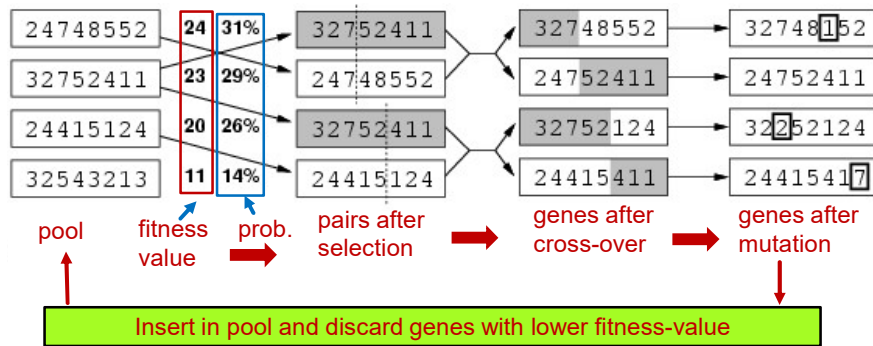 24748552 24 31% 32752411 32748552 32748152
32752411 23 29% 24748552 24752411 24752411
24415124 20 26% 32752411 32752124 32252124
32543213 11 14% 24415124 24415411 24415417
pool fitness value prob. pairs after selection genes after cross-over genes after mutation
Insert in pool and discard genes with lower fitness-value